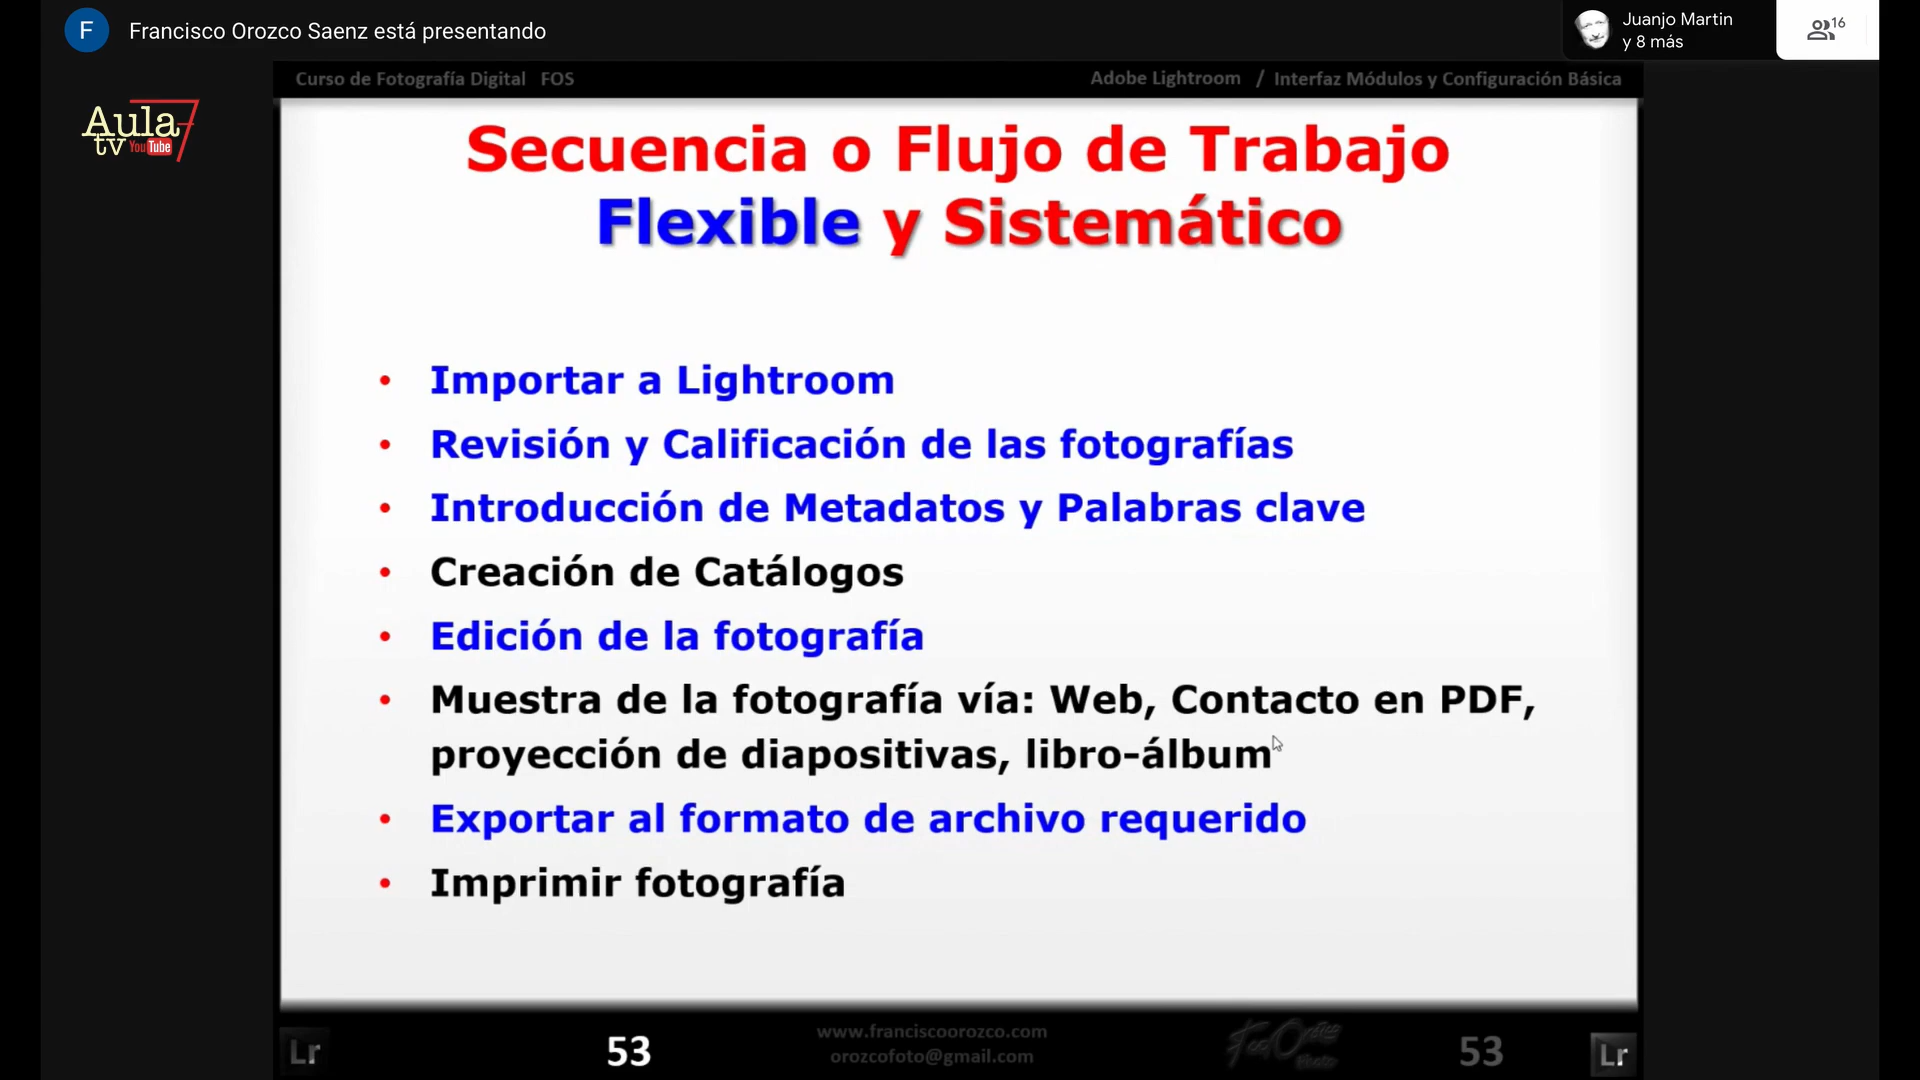 F Francisco Orozco Saenz está presentando
Juanjo Martin
y 8 más
16
Curso de Fotografía Digital FOS
Adobe Lightroom / Interfaz Módulos y Configuración Básica
Aula 7
tv YouTube
Secuencia o Flujo de Trabajo
Flexible y Sistemático
• Importar a Lightroom
• Revisión y Calificación de las fotografías
• Introducción de Metadatos y Palabras clave
• Creación de Catálogos
• Edición de la fotografía
• Muestra de la fotografía vía: Web, Contacto en PDF,
proyección de diapositivas, libro-álbum
• Exportar al formato de archivo requerido
• Imprimir fotografía
Lr
53
www.franciscoorozco.com
orozcofoto@gmail.com
53
Lr